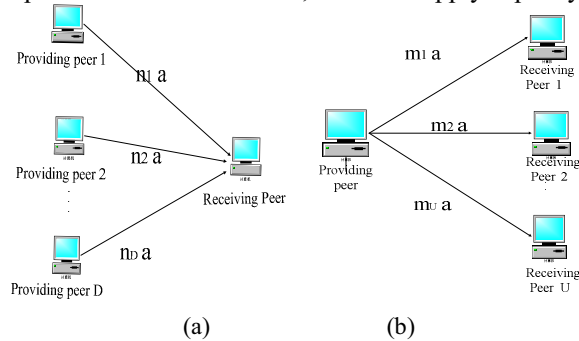 Providing peer 1
n1 a
Providing peer 2
n2 a
Receiving Peer
nD a
Providing peer D
(a)
m1 a
Receiving
Peer 1
m2 a
Providing
peer
Receiving
Peer 2
mU a
Receiving
Peer U
(b)